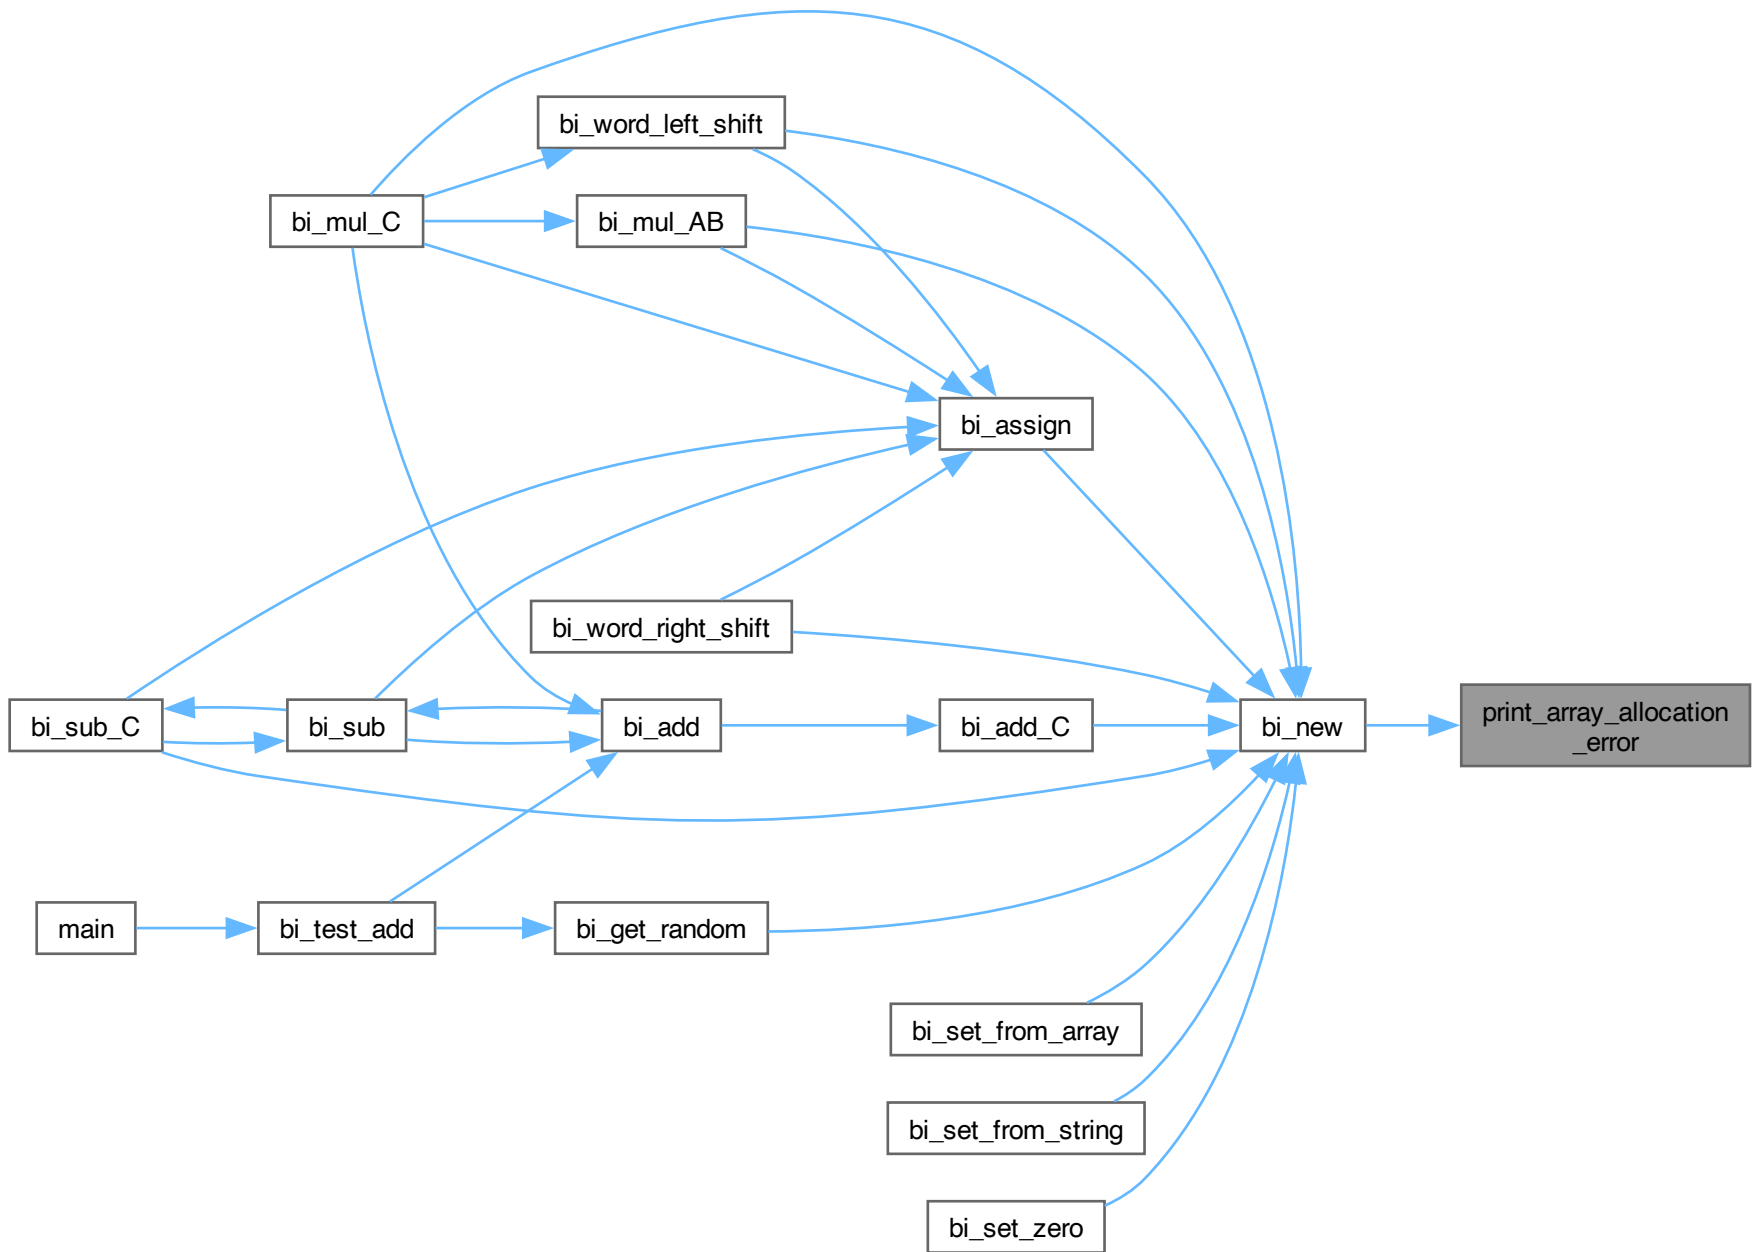 bi_word_left_shift
bi_mul_C
bi_mul_AB
bi_assign
bi_word_right_shift
bi_sub_C
bi_sub
bi_add
bi_add_C
bi_new
print_array_allocation
_error
main
bi_test_add
bi_get_random
bi_set_from_array
bi_set_from_string
bi_set_zero